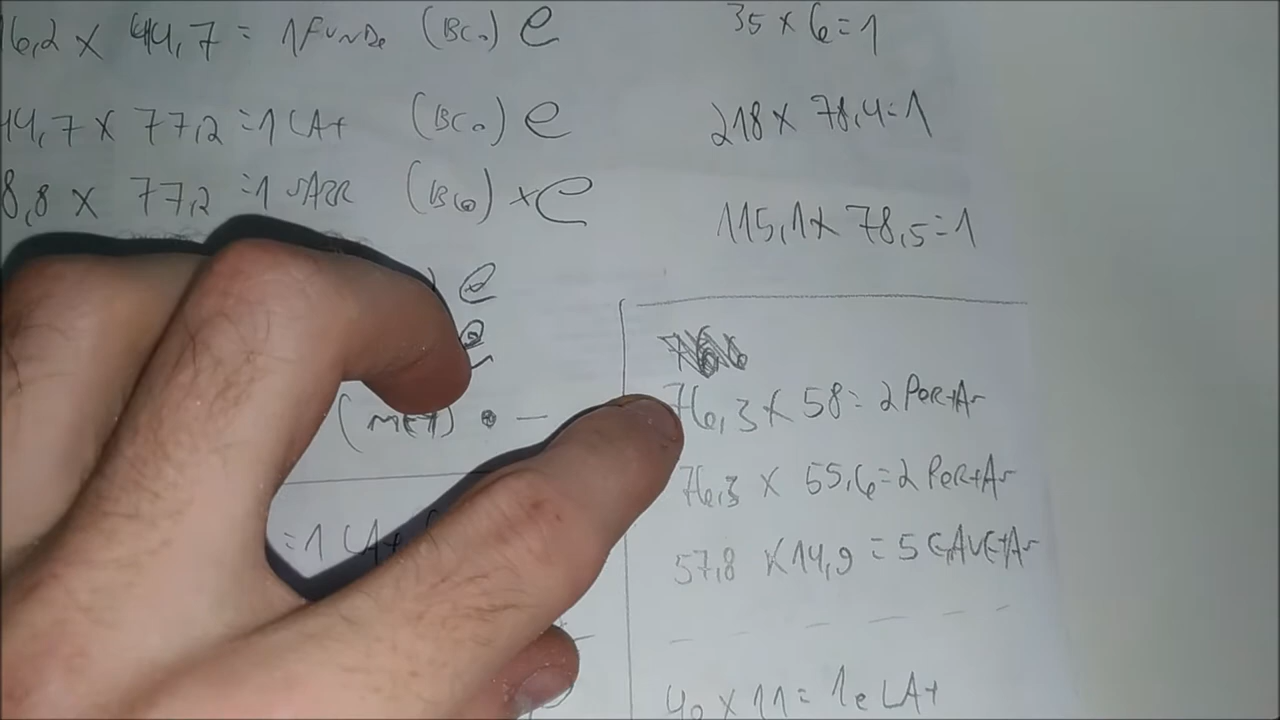 6,2 x 44,7 = 1 FUNDO (BCo) e
44,7 x 77,2 = 1 LAT (BCo) e
8,8 x 77,2 = 1 SARR (BCo) x e
e
e
(MET) • —
= 1 LAT
35 x 6 = 1
218 x 78,4 = 1
115,1 x 78,5 = 1
76,3 x 58 = 2 PORTAS
76,3 x 55,6 = 2 PORTAS
57,8 x 14,9 = 5 GAVETAS
40 x 11 = 1e LAT